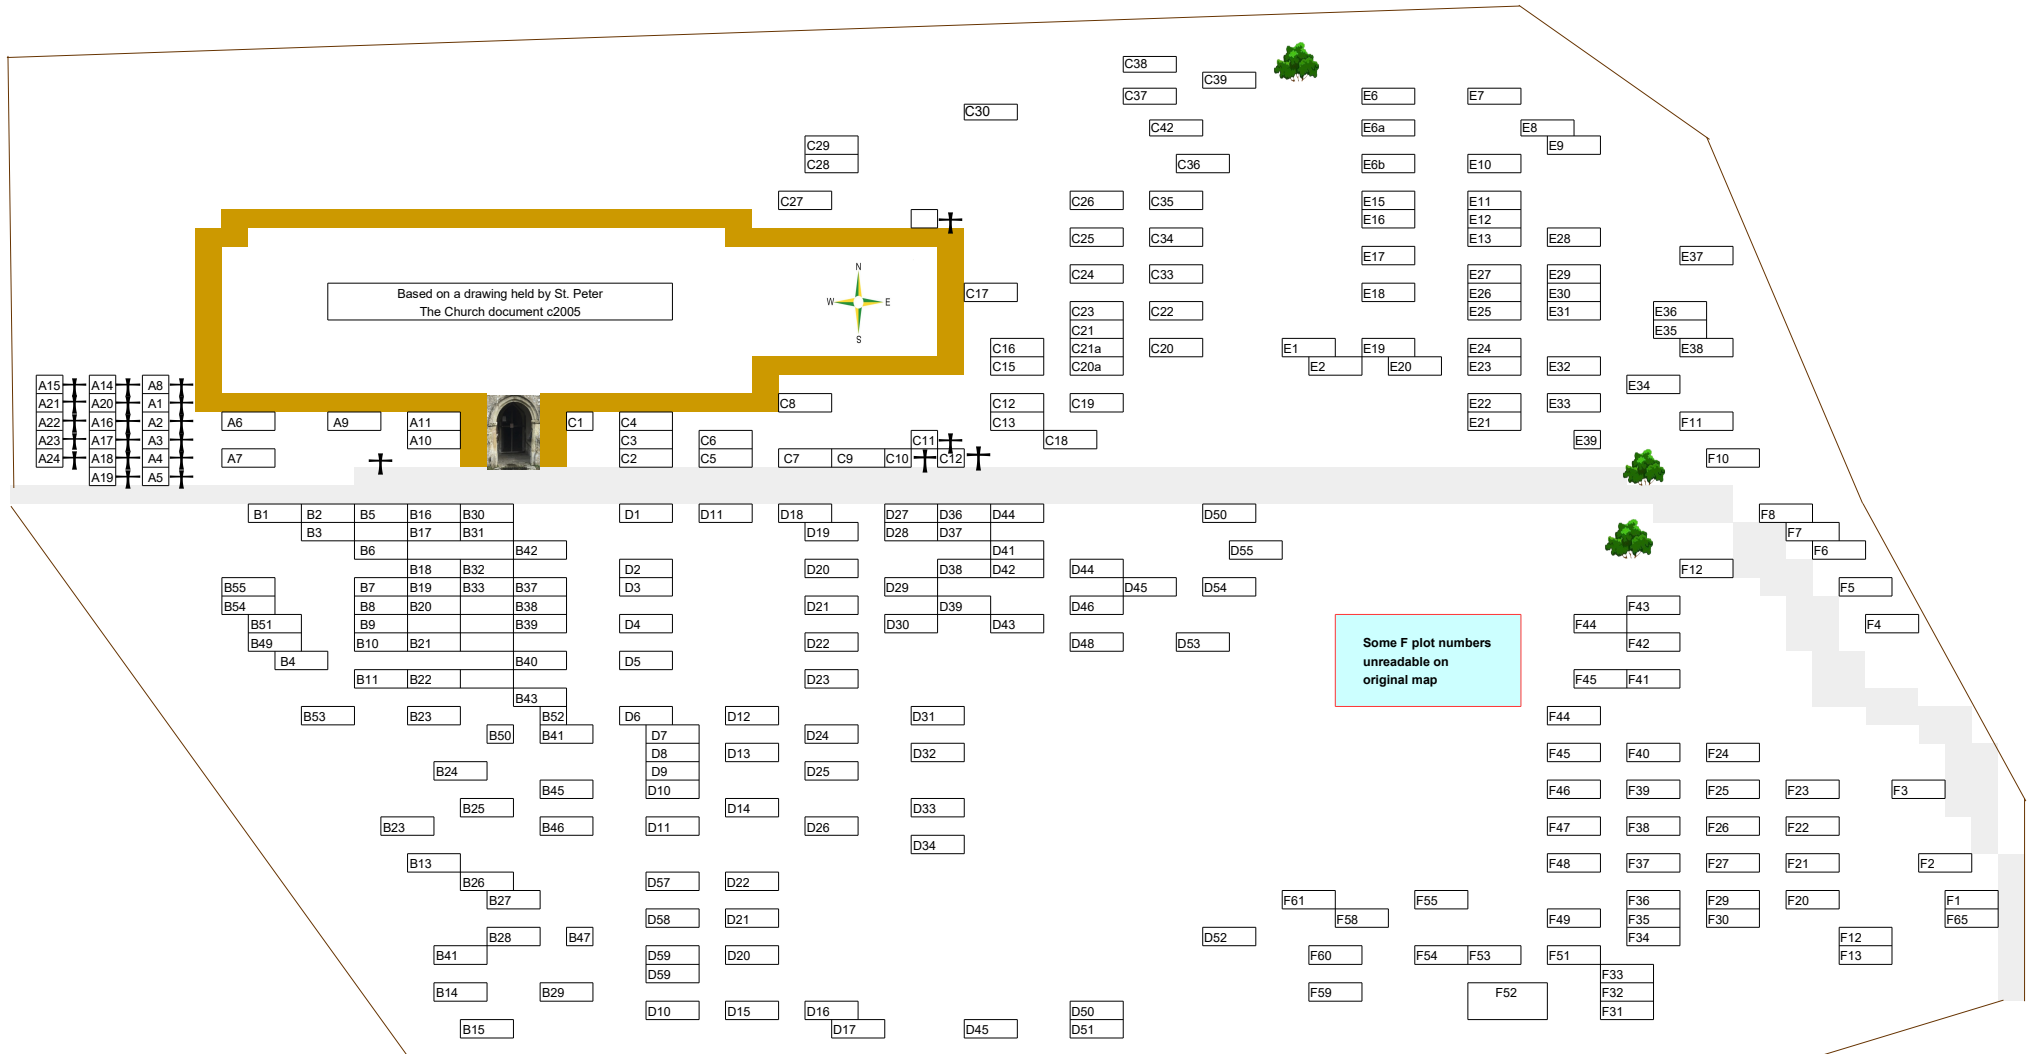 C38
C39
C37 E6 E7
C30
C42 E6a E8
C29 E9
C28 C36 E6b E10
C27 C26 C35 E15 E11
E16 E12
C25 C34 E13 E28
E17 E37
N
C24 C33 E27 E29
Based on a drawing held by St. Peter C17 E18 E26 E30
W E
The Church document c2005 C23 C22 E25 E31 E36
C21 E35
S
C16 C21a C20 E1 E19 E24 E38
C15 C20a E2 E20 E23 E32
A15 A14 A8 E34
A21 A20 A1 C8 C12 C19 E22 E33
A22 A16 A2 A6 A9 A11 C1 C4 C13 E21 F11
A23 A17 A3 A10 C3 C6 C11 C18 E39
A24 A18 A4 A7 C2 C5 C7 C9 C10 C12 F10
A19 A5
B1 B2 B5 B16 B30 D1 D11 D18 D27 D36 D44 D50 F8
B3 B17 B31 D19 D28 D37 F7
B6 B42 D41 D55 F6
B18 B32 D2 D20 D38 D42 D44 F12
B55 B7 B19 B33 B37 D3 D29 D45 D54 F5
B54 B8 B20 B38 D21 D39 D46 F43
B51 B9 B39 D4 D30 D43 F44 F4
B49 B10 B21 D22 D48 D53 Some F plot numbers F42
B4 B40 D5 unreadable on
B11 B22 D23 original map F45 F41
B43
B53 B23 B52 D6 D12 D31 F44
B50 B41 D7 D24
D8 D13 D32 F45 F40 F24
B24 D9 D25
B45 D10 F46 F39 F25 F23 F3
B25 D14 D33
B23 B46 D11 D26 F47 F38 F26 F22
D34
B13 F48 F37 F27 F21 F2
B26 D57 D22
B27 F61 F55 F36 F29 F20 F1
D58 D21 F58 F49 F35 F30 F65
B28 B47 D52 F34 F12
B41 D59 D20 F60 F54 F53 F51 F13
D59 F33
B14 B29 F59 F52 F32
D10 D15 D16 D50 F31
B15 D17 D45 D51